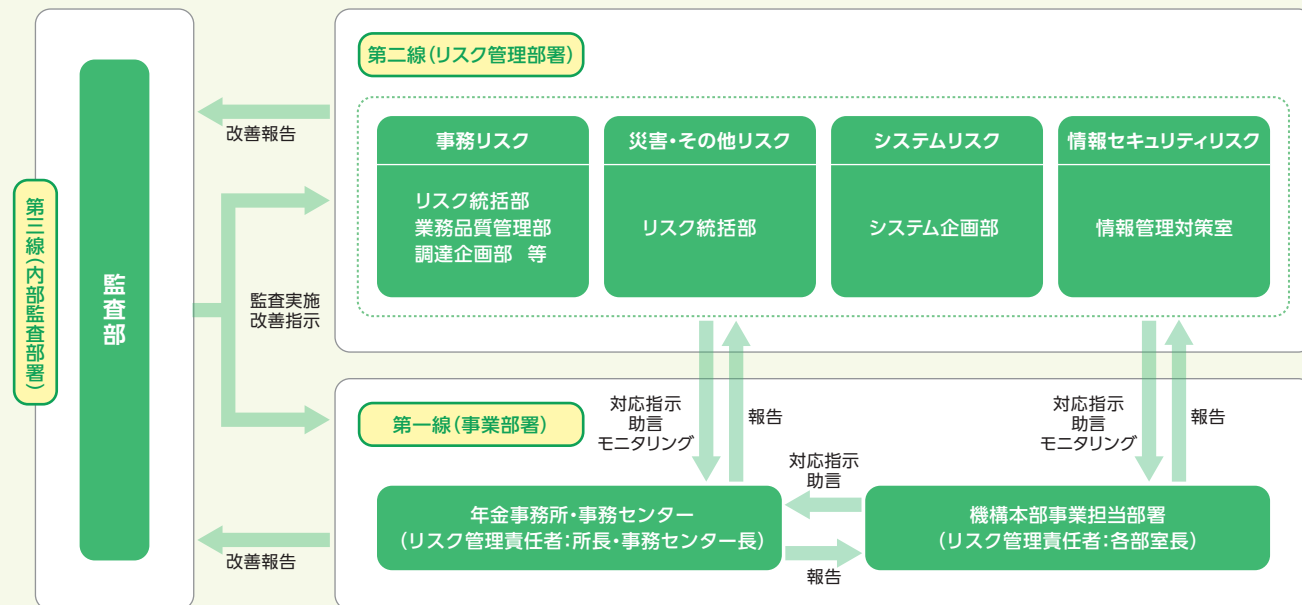 第三線(内部監査部署)
監査部
改善報告
監査実施
改善指示
改善報告
第二線(リスク管理部署)
事務リスク
リスク統括部
業務品質管理部
調達企画部 等
災害・その他リスク
リスク統括部
システムリスク
システム企画部
情報セキュリティリスク
情報管理対策室
対応指示
助言
モニタリング
報告
対応指示
助言
モニタリング
報告
第一線(事業部署)
年金事務所・事務センター
(リスク管理責任者:所長・事務センター長)
対応指示
助言
報告
機構本部事業担当部署
(リスク管理責任者:各部室長)